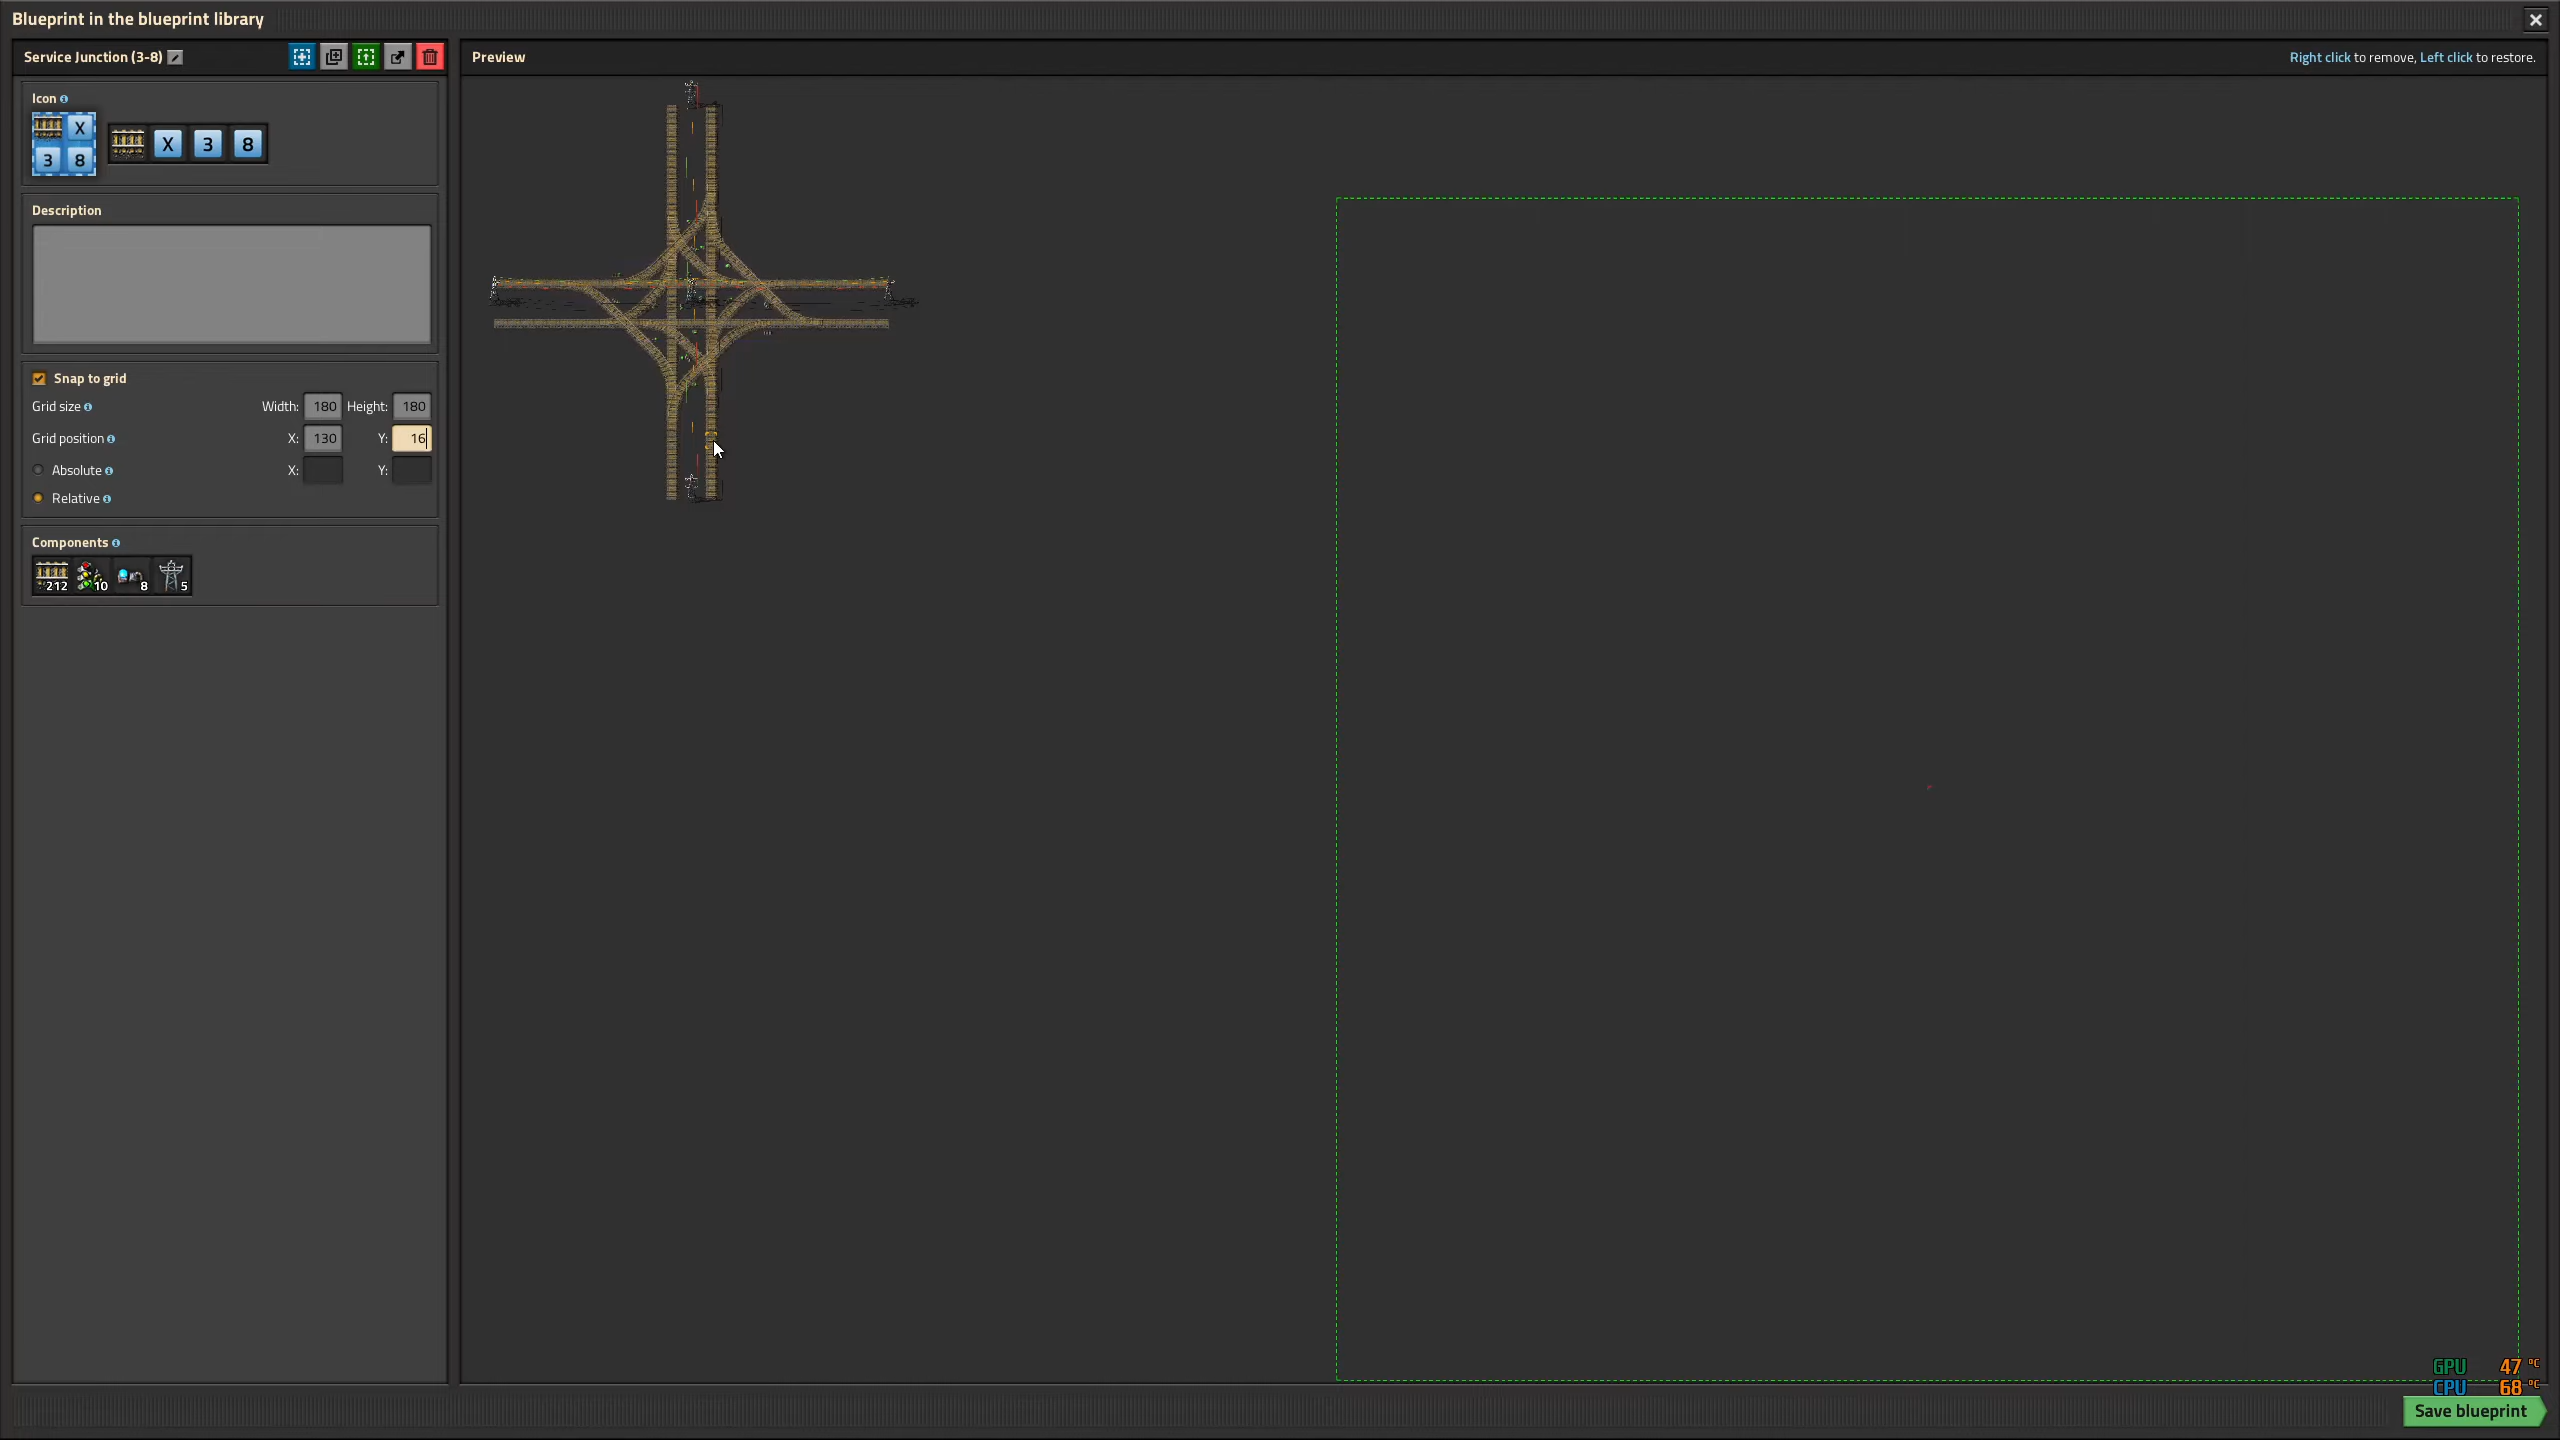 Blueprint in the blueprint library
Service Junction (3-8)
Preview
Right click to remove, Left click to restore.
Icon
X
3 8
X 3 8
Description
Snap to grid
Grid size Width: 180 Height: 180
Grid position X: 130 Y: 16
Absolute X: Y:
Relative
Components
212 10 8 5
GPU 47 °C
CPU 68 °C
Save blueprint